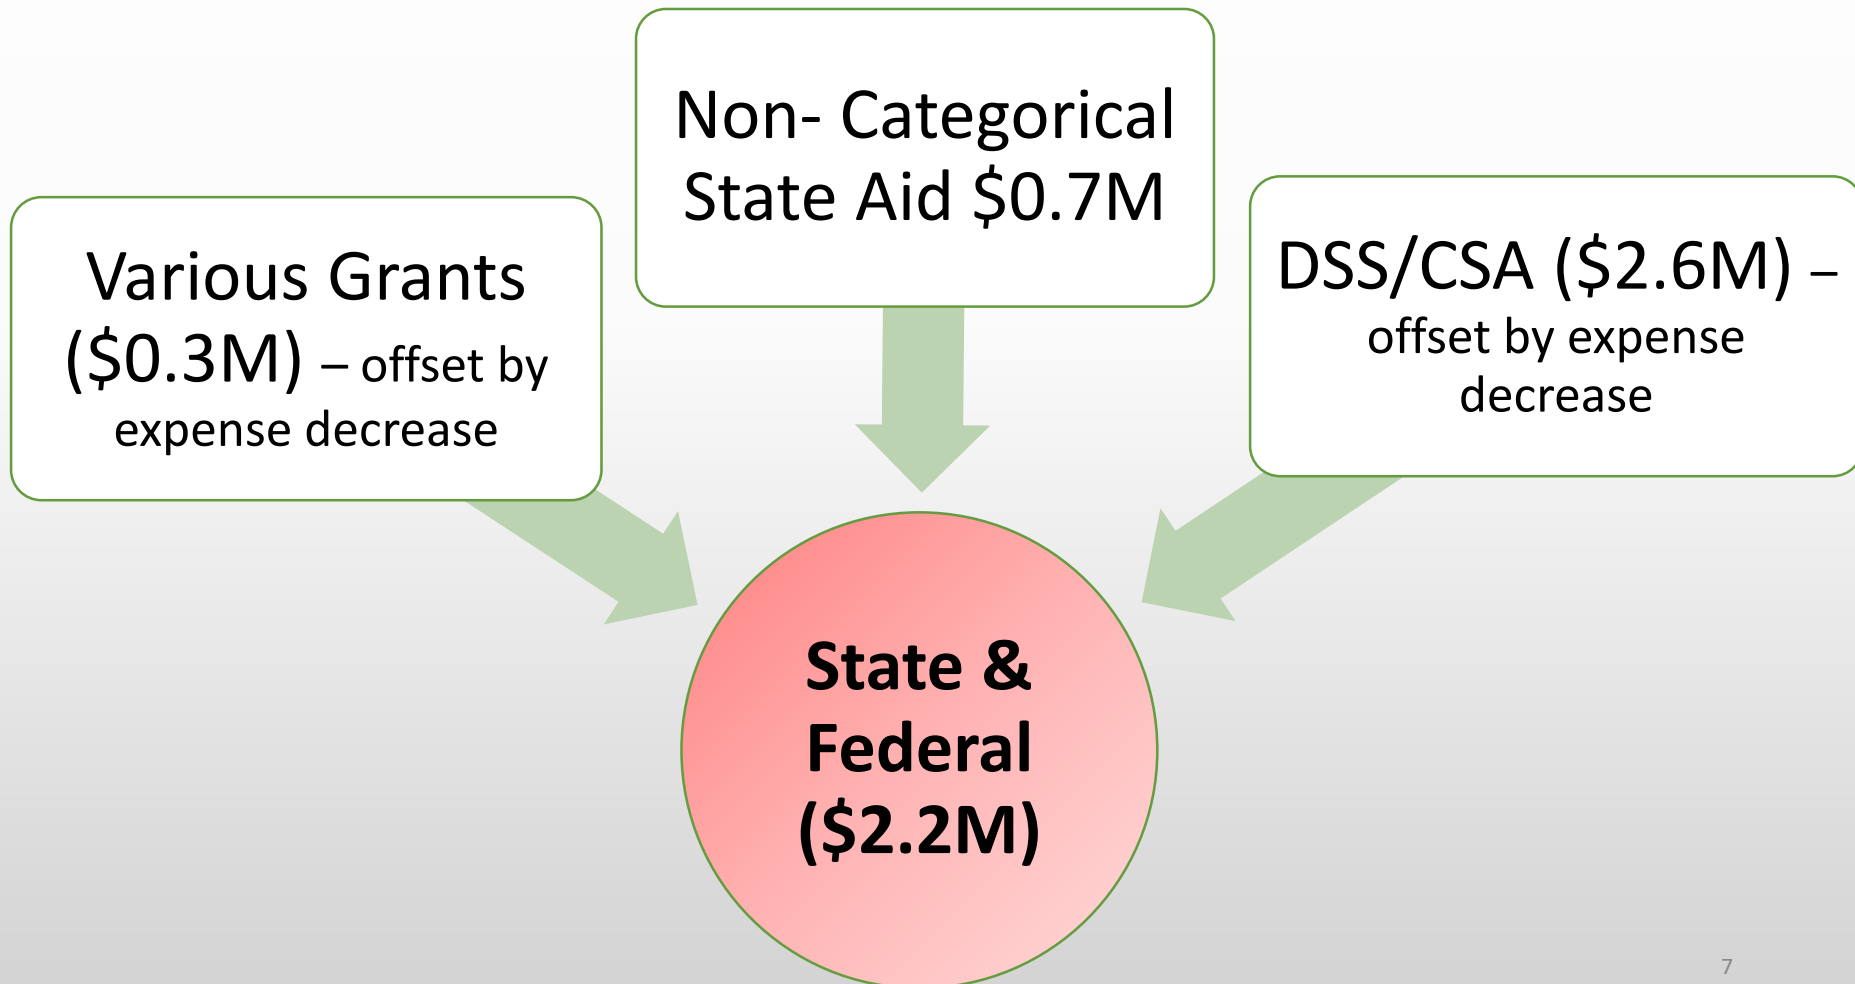 Non- Categorical
State Aid $0.7M
Various Grants
($0.3M) – offset by
expense decrease
DSS/CSA ($2.6M) –
offset by expense
decrease
State &
Federal
($2.2M)
7